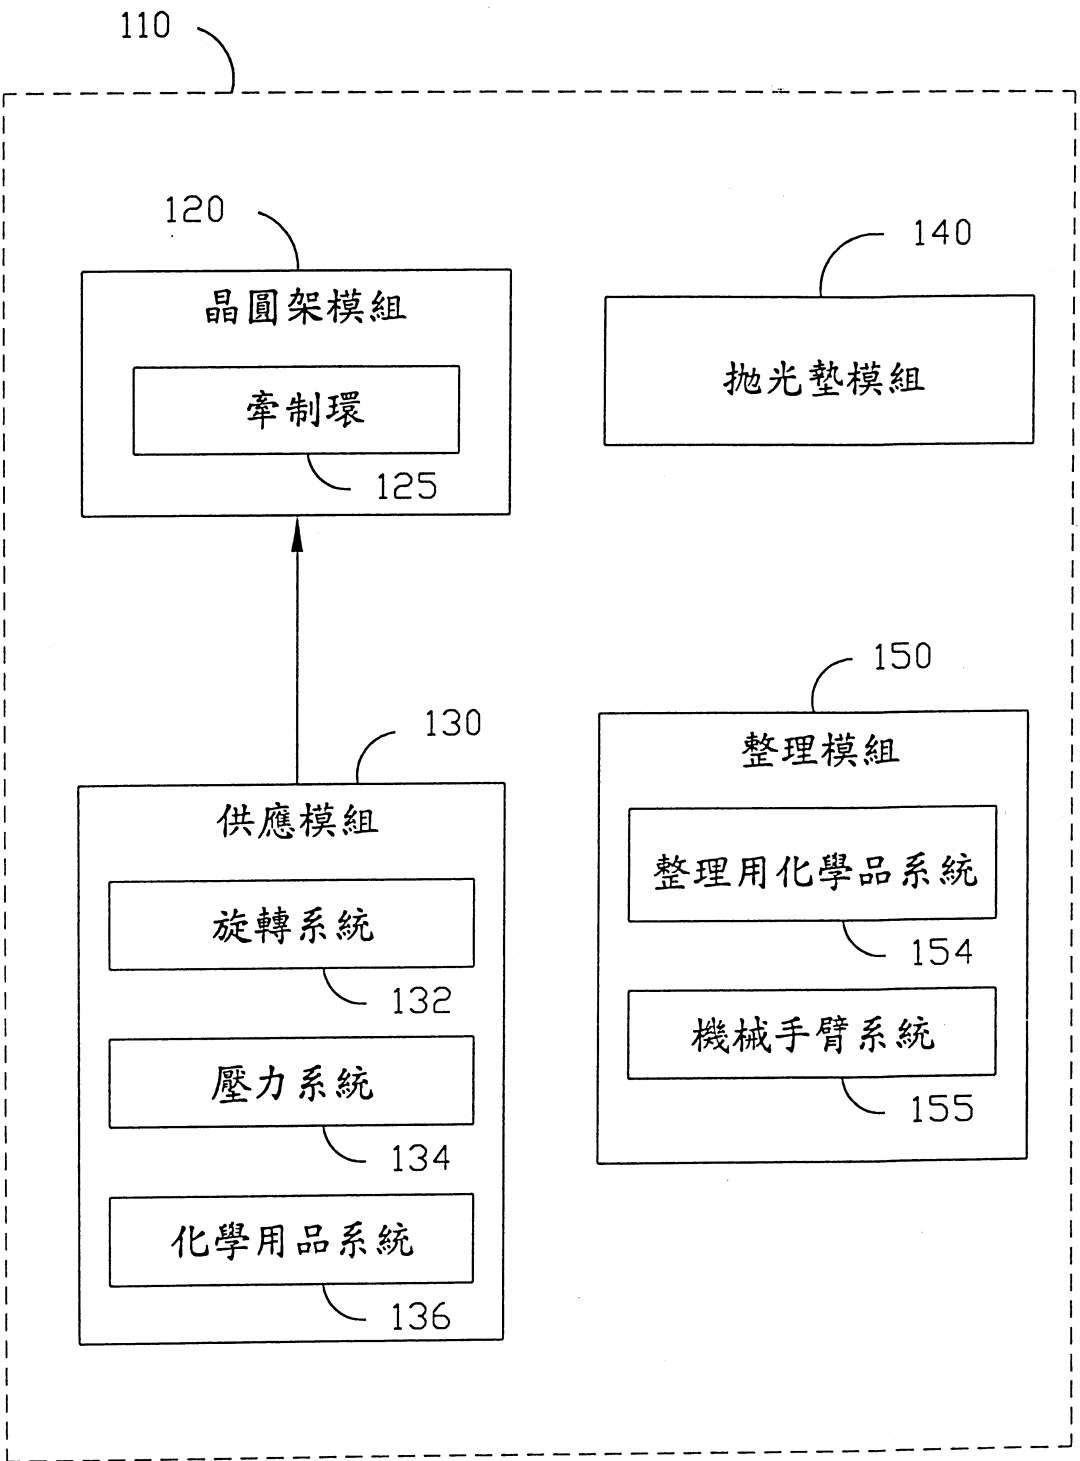 110
120
晶圓架模組
牽制環
125
140
拋光墊模組
130
供應模組
旋轉系統
132
壓力系統
134
化學用品系統
136
150
整理模組
整理用化學品系統
154
機械手臂系統
155